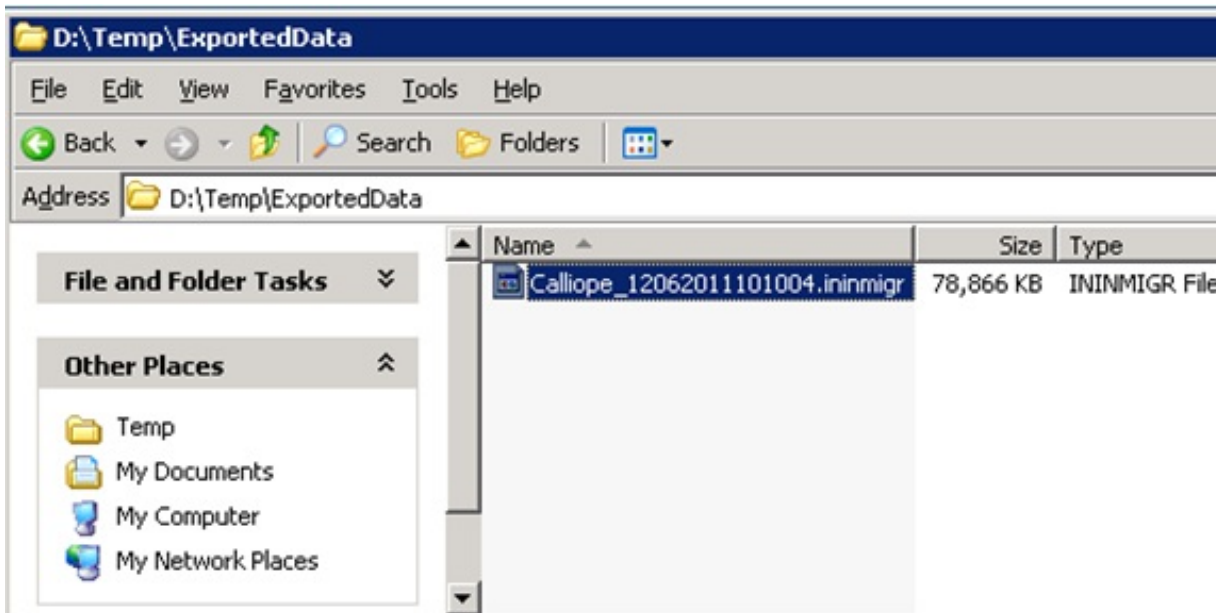 D:\Temp\ExportedData
File Edit View Favorites Tools Help
Back Search Folders
Address D:\Temp\ExportedData
Name Size Type
File and Folder Tasks
Calliope_12062011101004.ininmigr 78,866 KB ININMIGR File
Other Places
Temp
My Documents
My Computer
My Network Places